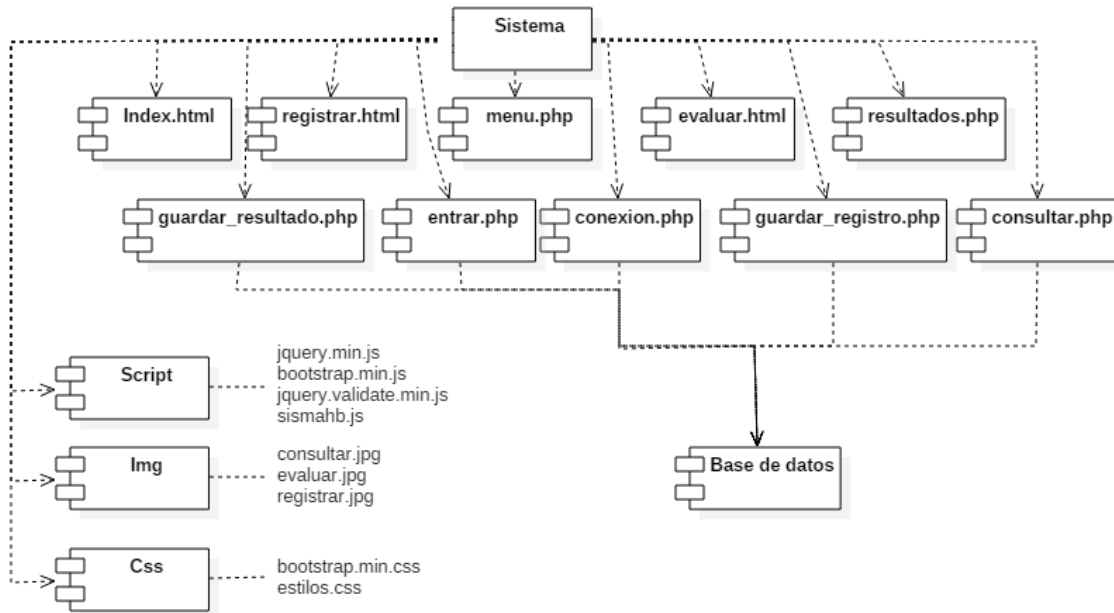 Sistema
Index.html
registrar.html
menu.php
evaluar.html
resultados.php
guardar_resultado.php
entrar.php
conexion.php
guardar_registro.php
consultar.php
Script
jquery.min.js
bootstrap.min.js
jquery.validate.min.js
sismahb.js
Img
consultar.jpg
evaluar.jpg
registrar.jpg
Base de datos
Css
bootstrap.min.css
estilos.css